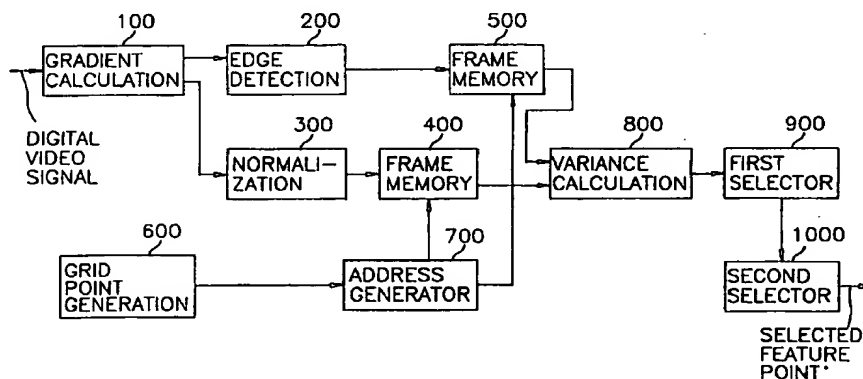 100
GRADIENT
CALCULATION
200
EDGE
DETECTION
500
FRAME
MEMORY
DIGITAL
VIDEO
SIGNAL
300
NORMALI-
ZATION
400
FRAME
MEMORY
800
VARIANCE
CALCULATION
900
FIRST
SELECTOR
600
GRID
POINT
GENERATION
700
ADDRESS
GENERATOR
1000
SECOND
SELECTOR
SELECTED
FEATURE
POINT